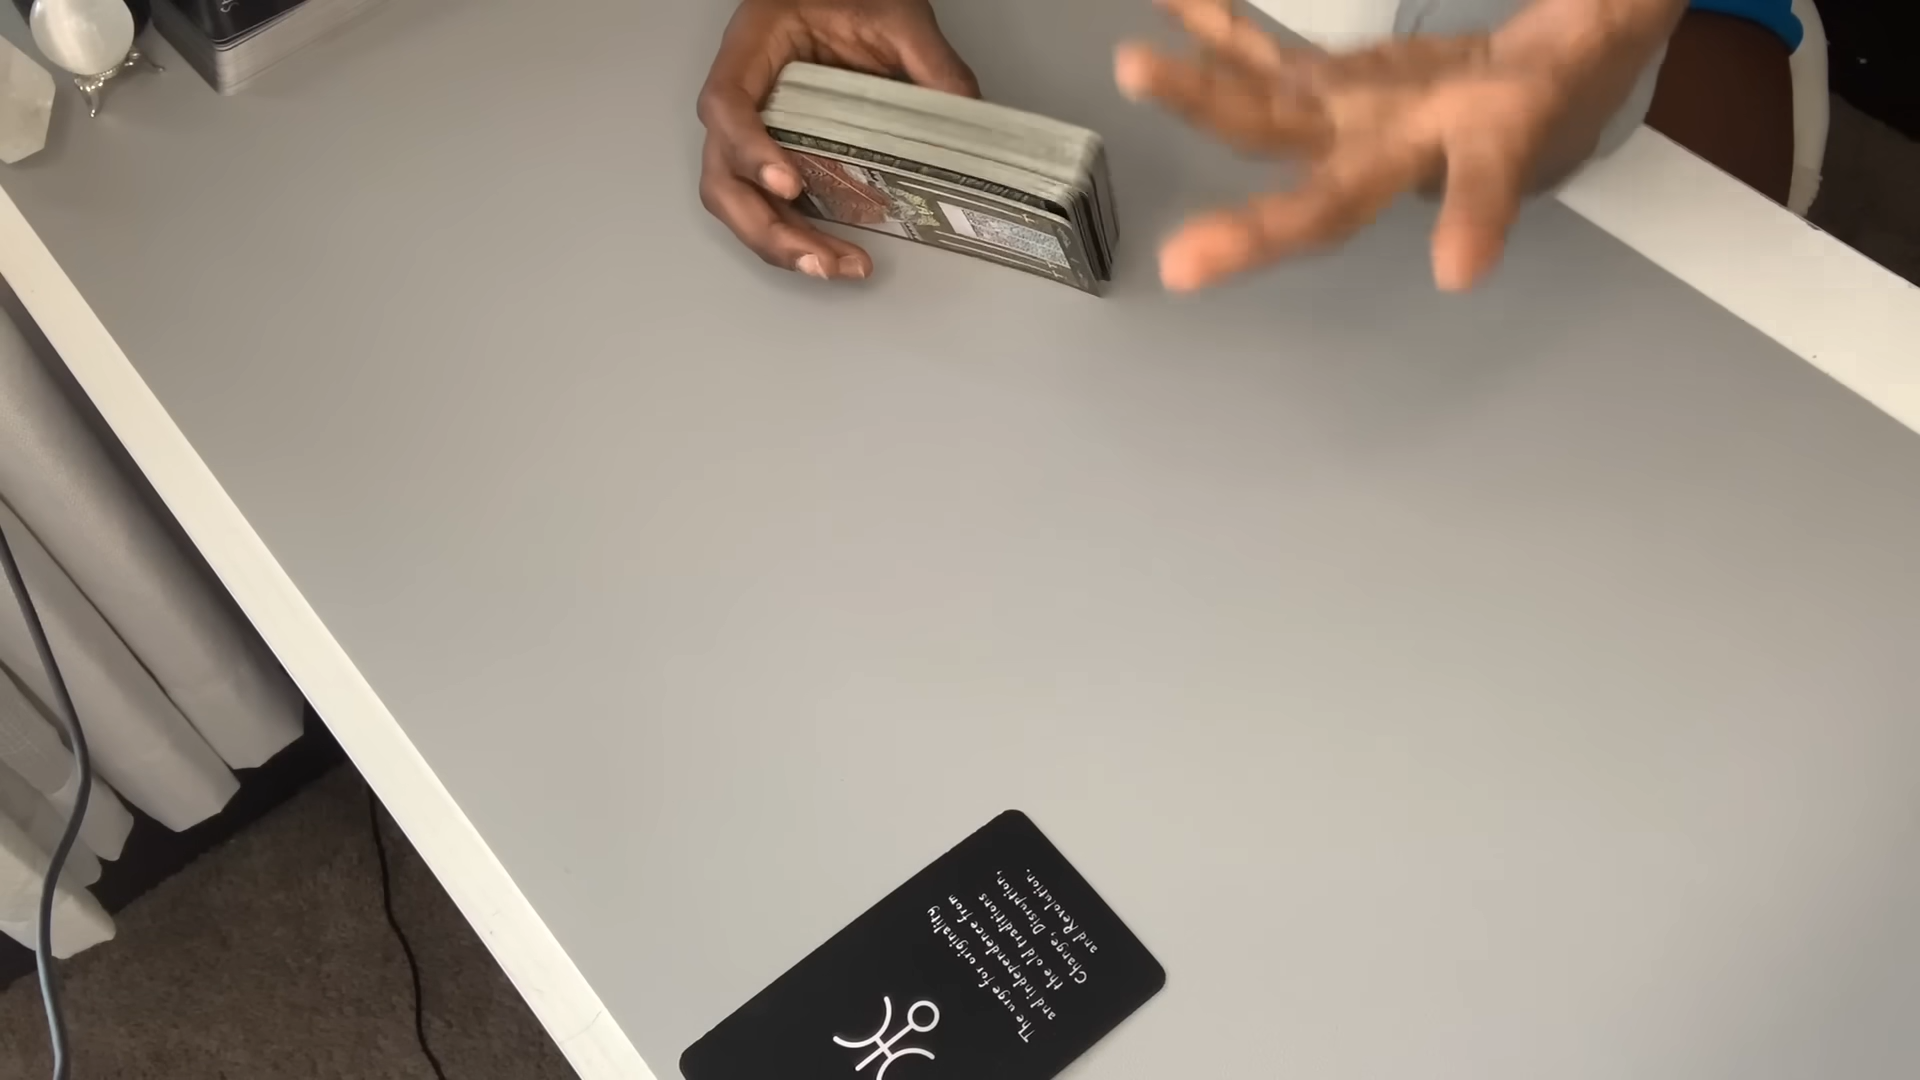 The urge for originality
and independence from
the old traditions
Change, Disruption,
and Revolution.